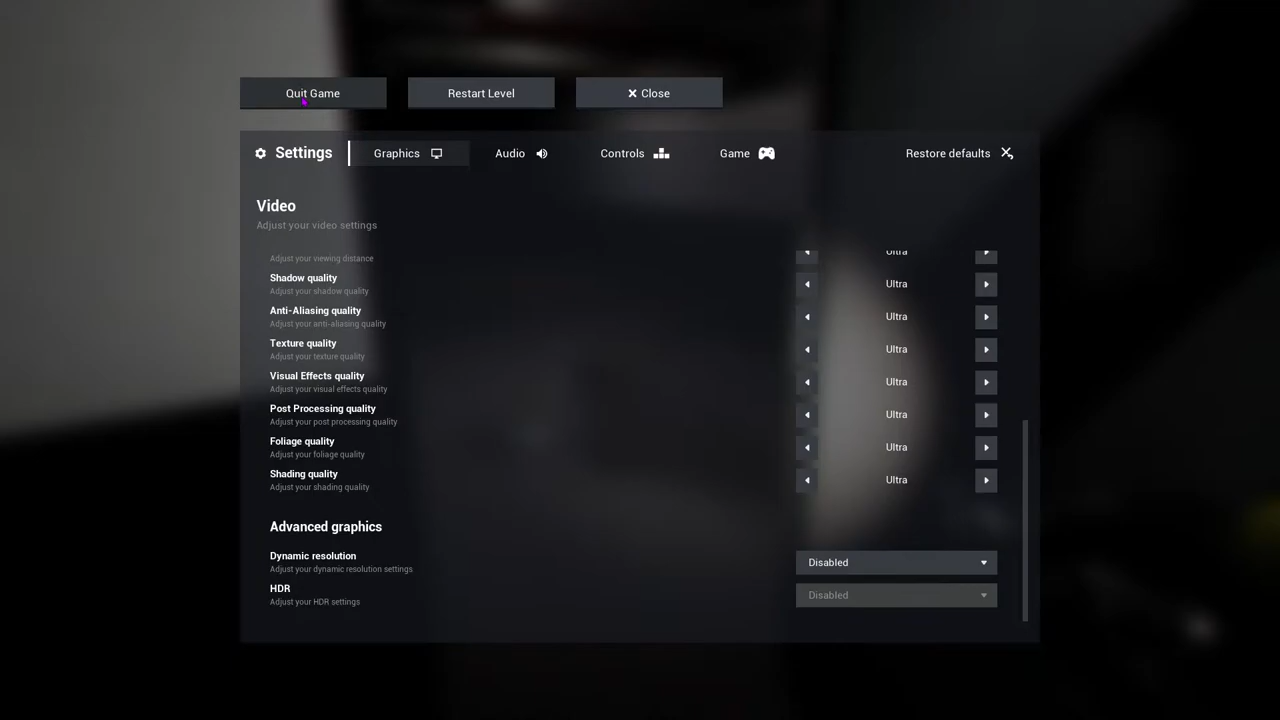 Quit Game
Restart Level
Close
Settings
Graphics
Audio
Controls
Game
Restore defaults
Video
Adjust your video settings
Adjust your viewing distance
Ultra
Shadow quality
Adjust your shadow quality
Ultra
Anti-Aliasing quality
Adjust your anti-aliasing quality
Ultra
Texture quality
Adjust your texture quality
Ultra
Visual Effects quality
Adjust your visual effects quality
Ultra
Post Processing quality
Adjust your post processing quality
Ultra
Foliage quality
Adjust your foliage quality
Ultra
Shading quality
Adjust your shading quality
Ultra
Advanced graphics
Dynamic resolution
Adjust your dynamic resolution settings
Disabled
HDR
Adjust your HDR settings
Disabled